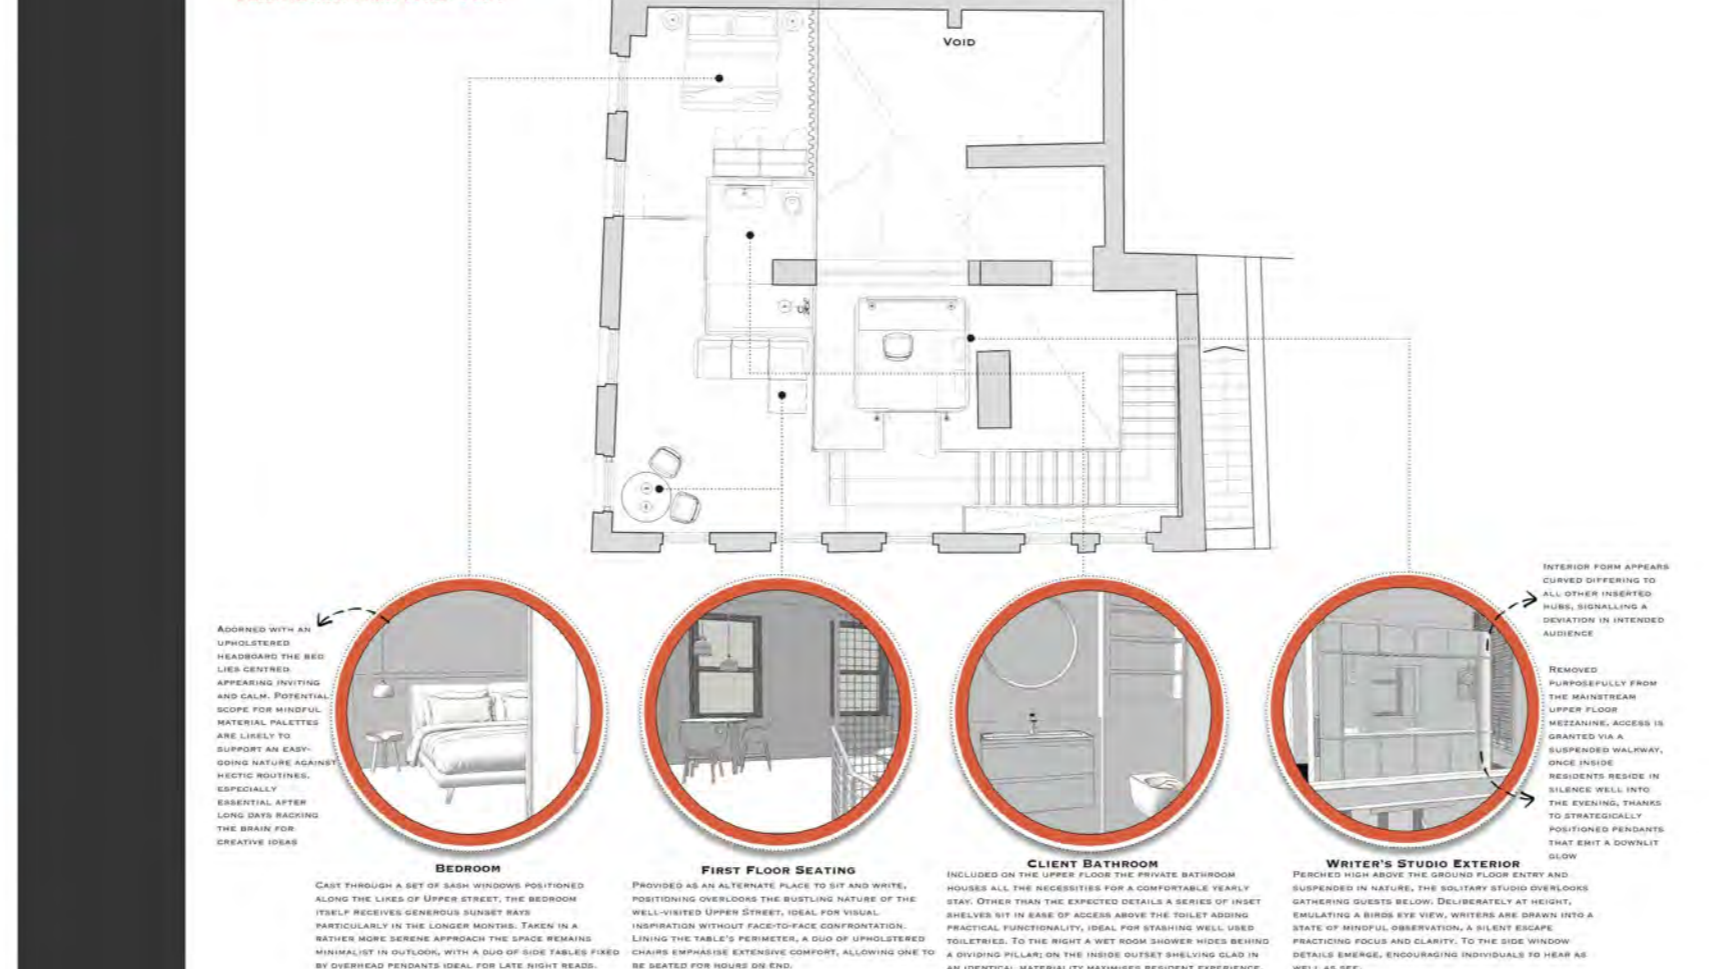 Void
Interior form appears
curved differing to
all other inserted
hubs, signalling a
deviation in intended
audience
Adorned with an
upholstered
headboard the bed
lies centred
appearing inviting
and calm. Potential
scope for mindful
material palettes
are likely to
support an easy-
going nature against
hectic routines,
especially
essential after
long days racking
the brain for
creative ideas
Removed
purposefully from
the mainstream
upper floor
mezzanine, access is
granted via a
suspended walkway,
once inside
residents reside in
silence well into
the evening, thanks
to strategically
positioned pendants
that emit a downlit
glow
Bedroom
Cast through a set of sash windows positioned
along the likes of Upper street, the bedroom
itself receives generous sunset rays
particularly in the longer months. Taken in a
rather more serene approach the space remains
minimalist in outlook, with a duo of side tables fixed
by overhead pendants ideal for late night reads.
First Floor Seating
Provided as an alternate place to sit and write,
positioning overlooks the bustling nature of the
well-visited Upper Street, ideal for visual
inspiration without face-to-face confrontation.
Lining the table's perimeter, a duo of upholstered
chairs emphasise extensive comfort, allowing one to
be seated for hours on end.
Client Bathroom
Included on the upper floor the private bathroom
houses all the necessities for a comfortable yearly
stay. Other than the expected details a series of inset
shelves sit in ease of access above the toilet adding
practical functionality, ideal for stashing well used
toiletries. To the right a wet room shower hides behind
a dividing pillar; on the inside outset shelving clad in
an identical materiality maximises resident experience.
Writer's Studio Exterior
Perched high above the ground floor entry and
suspended in nature, the solitary studio overlooks
gathering guests below. Deliberately at height,
emulating a birds eye view, writers are drawn into a
state of mindful observation, a silent escape
practicing focus and clarity. To the side window
details emerge, encouraging individuals to hear as
well as see.